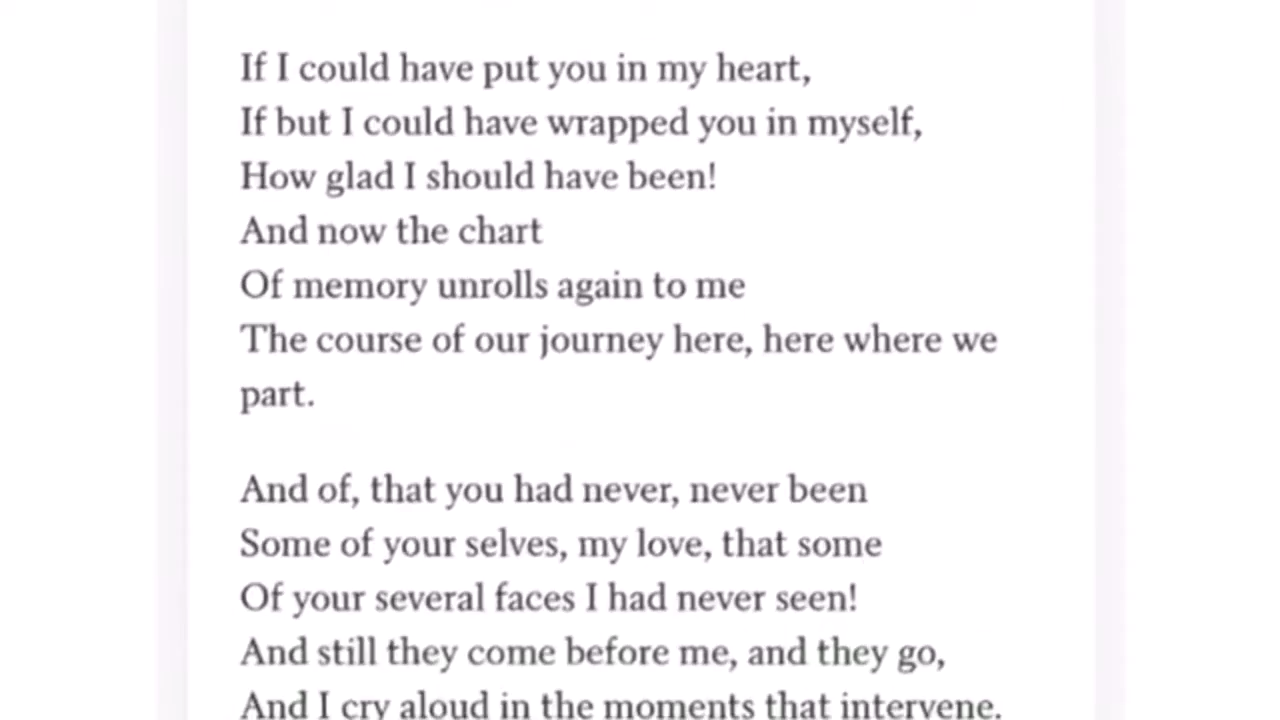 If I could have put you in my heart,
If but I could have wrapped you in myself,
How glad I should have been!
And now the chart
Of memory unrolls again to me
The course of our journey here, here where we
part.
And of, that you had never, never been
Some of your selves, my love, that some
Of your several faces I had never seen!
And still they come before me, and they go,
And I cry aloud in the moments that intervene.